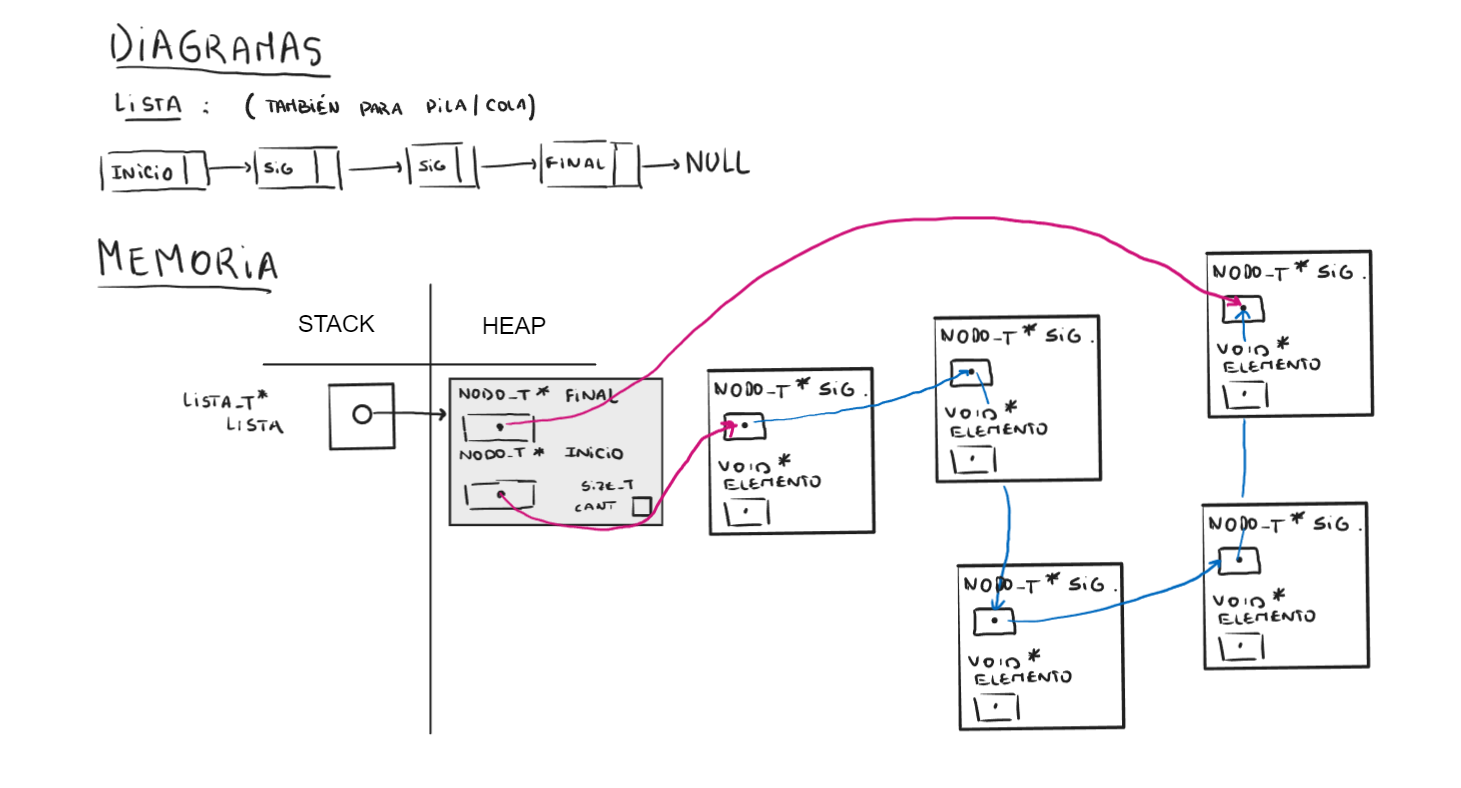 DIAGRAMAS
LISTA : (TAMBIÉN PARA PILA/COLA)
INICIO SIG SIG FINAL NULL
MEMORIA
STACK HEAP
LISTA_T*
LISTA
NODO_T* FINAL
NODO_T* INICIO
SIZE_T
CANT
NODO_T* SIG.
VOID*
ELEMENTO
NODO_T* SIG.
VOID*
ELEMENTO
NODO_T* SIG.
VOID*
ELEMENTO
NODO_T* SIG.
VOID*
ELEMENTO
NODO_T* SIG.
VOID*
ELEMENTO